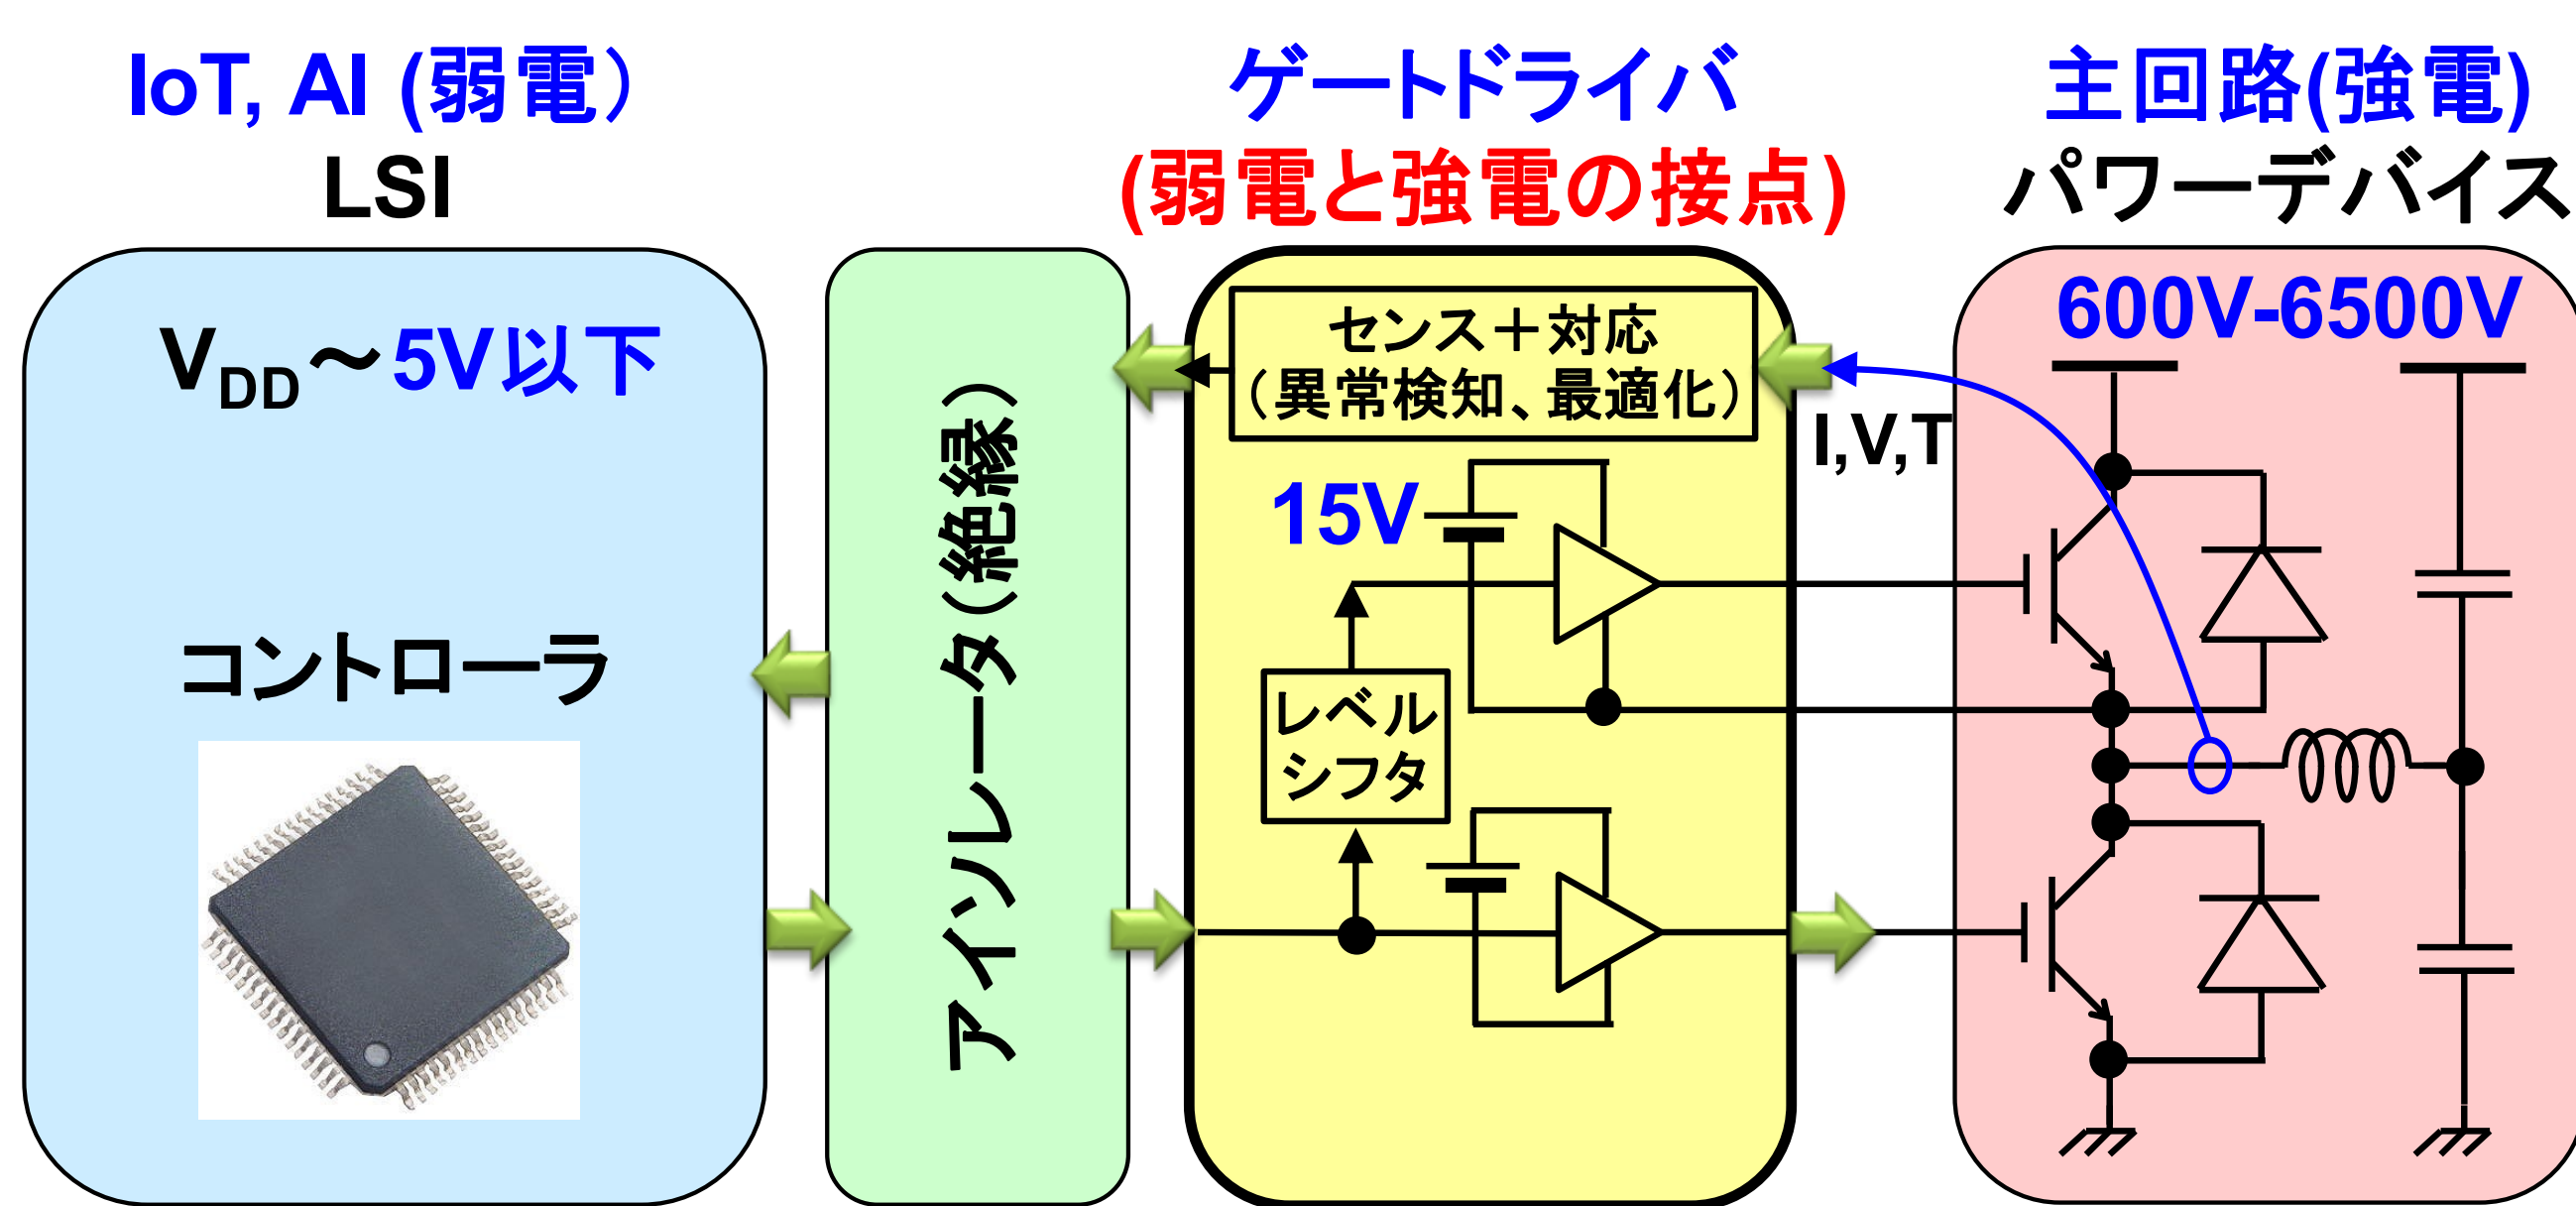 IoT, AI (弱電）
LSI
V_DD～5V以下
コントローラ
アイソレータ（絶縁）
ゲートドライバ
(弱電と強電の接点)
センス＋対応
（異常検知、最適化）
15V
レベル
シフタ
I,V,T
主回路(強電)
パワーデバイス
600V-6500V